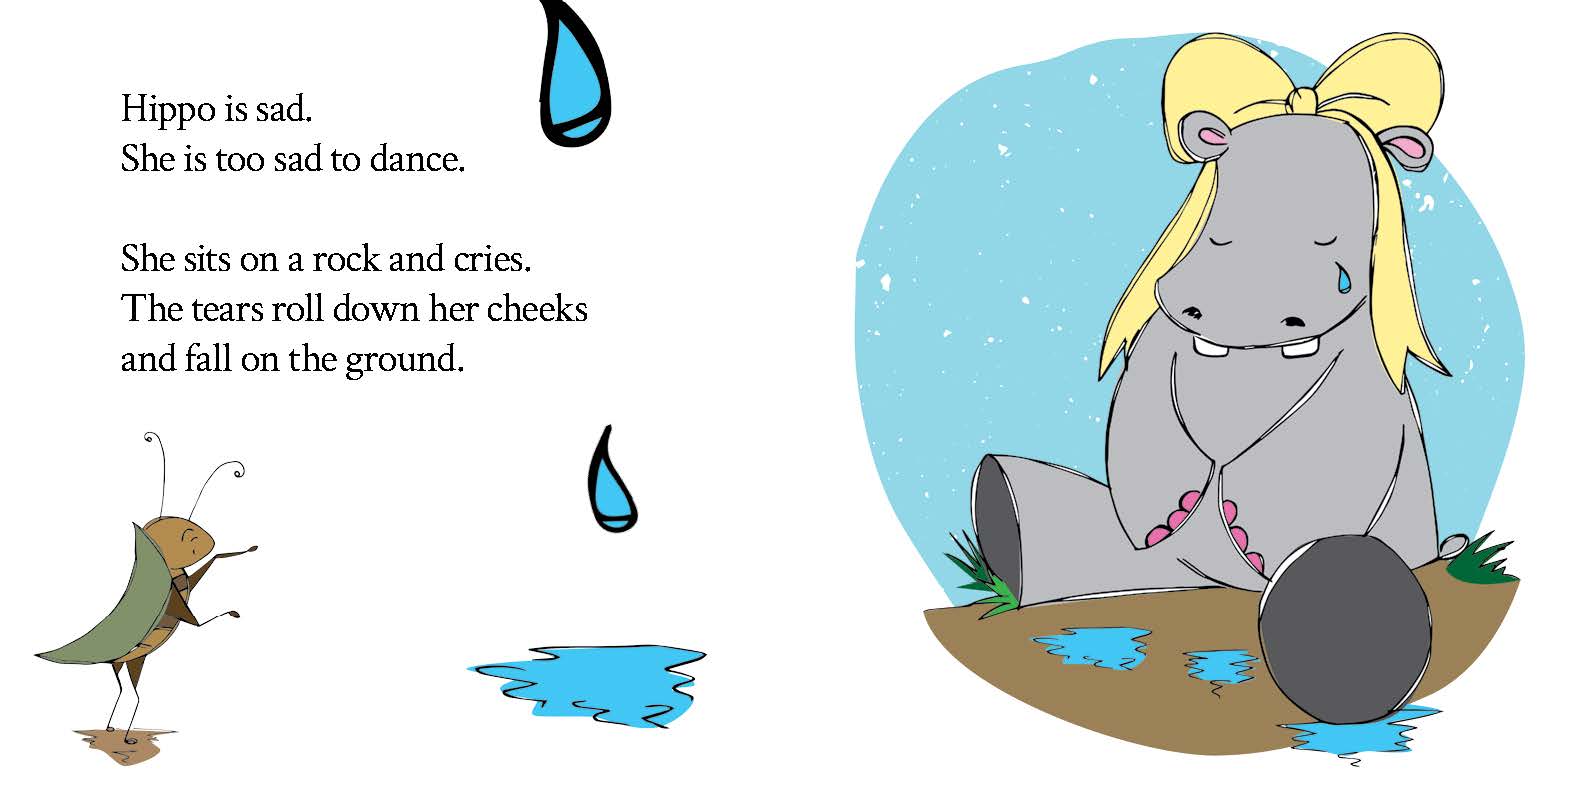 Hippo is sad.
She is too sad to dance.
She sits on a rock and cries.
The tears roll down her cheeks
and fall on the ground.